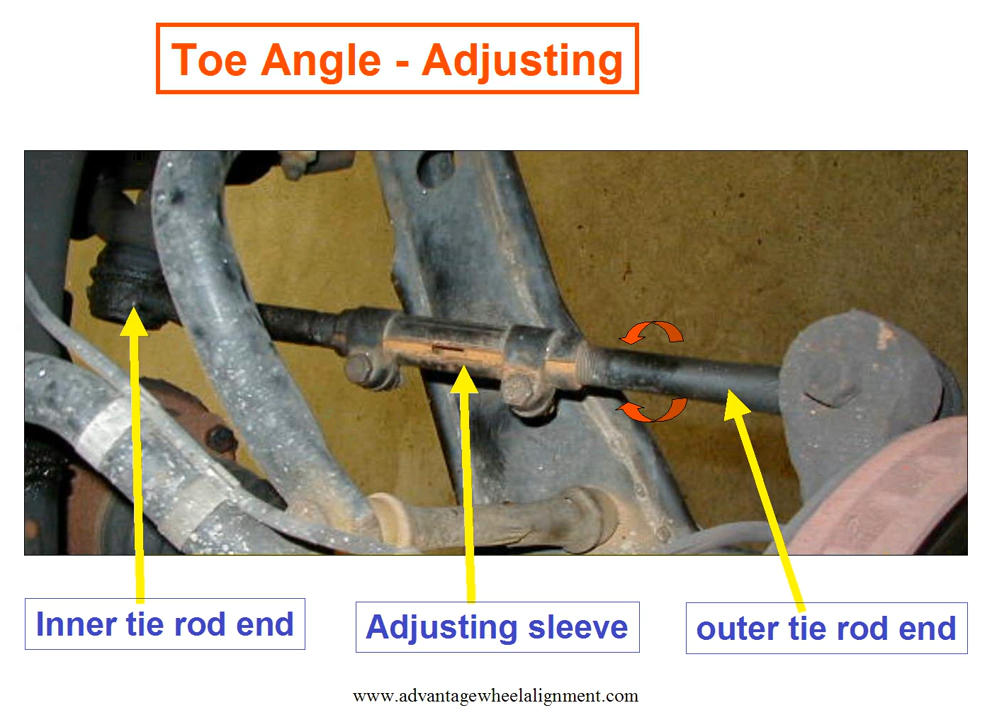 Toe Angle - Adjusting
Inner tie rod end
Adjusting sleeve
outer tie rod end
www.advantagewheelalignment.com